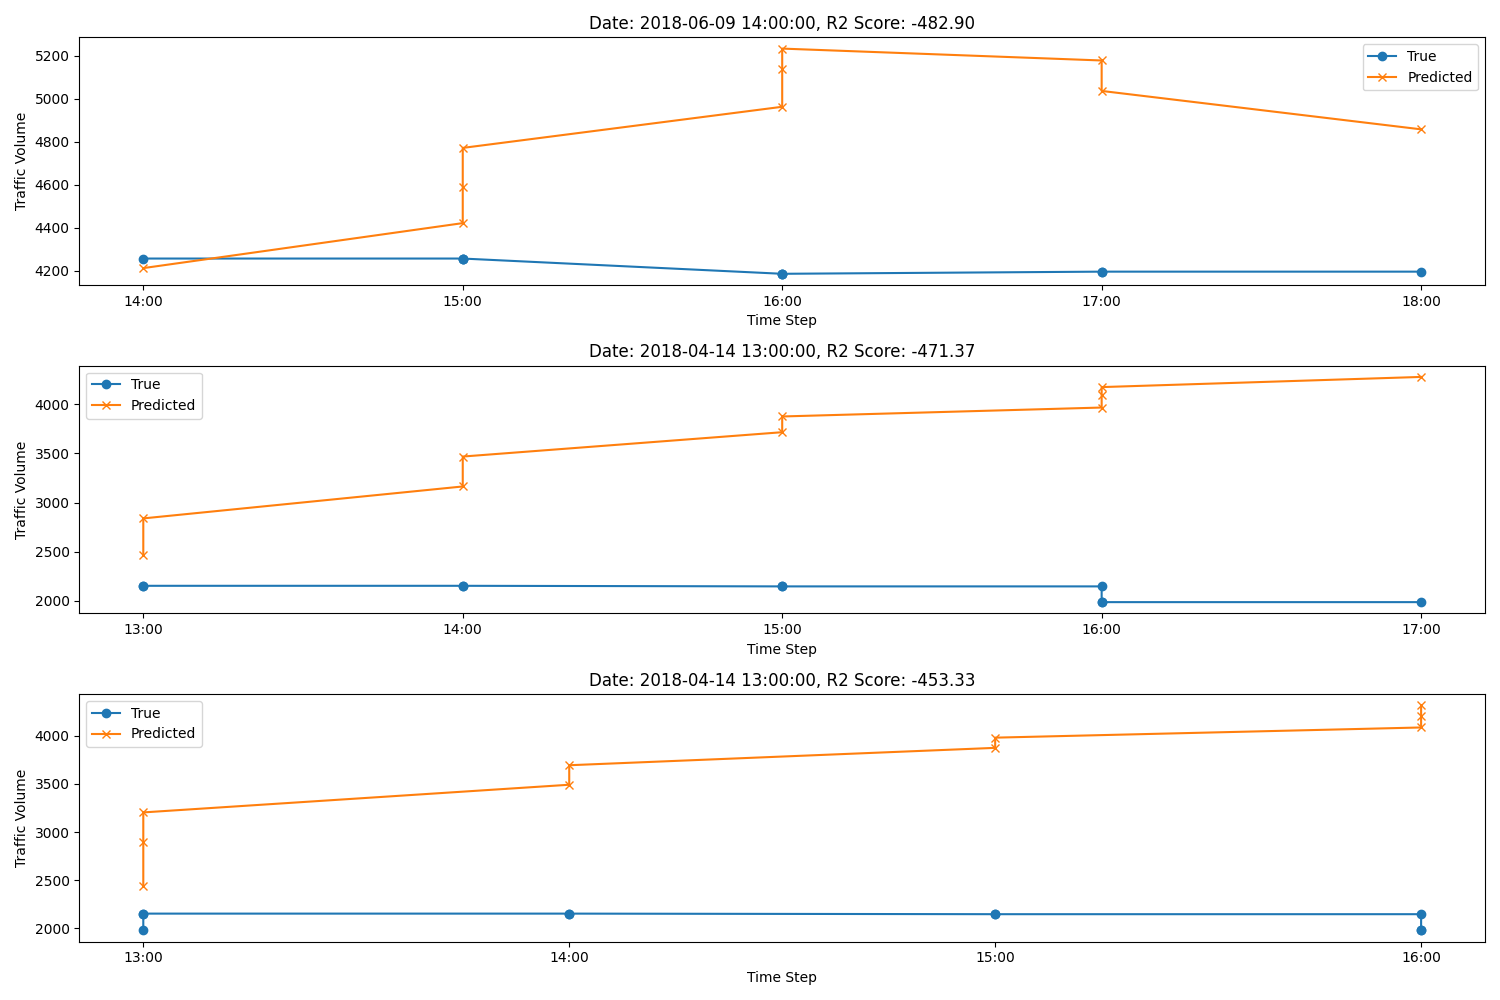 Date: 2018-06-09 14:00:00, R2 Score: -482.90
True
Predicted
Traffic Volume
5200
5000
4800
4600
4400
4200
14:00 15:00 16:00 17:00 18:00
Time Step
Date: 2018-04-14 13:00:00, R2 Score: -471.37
True
Predicted
Traffic Volume
4000
3500
3000
2500
2000
13:00 14:00 15:00 16:00 17:00
Time Step
Date: 2018-04-14 13:00:00, R2 Score: -453.33
True
Predicted
Traffic Volume
4000
3500
3000
2500
2000
13:00 14:00 15:00 16:00
Time Step